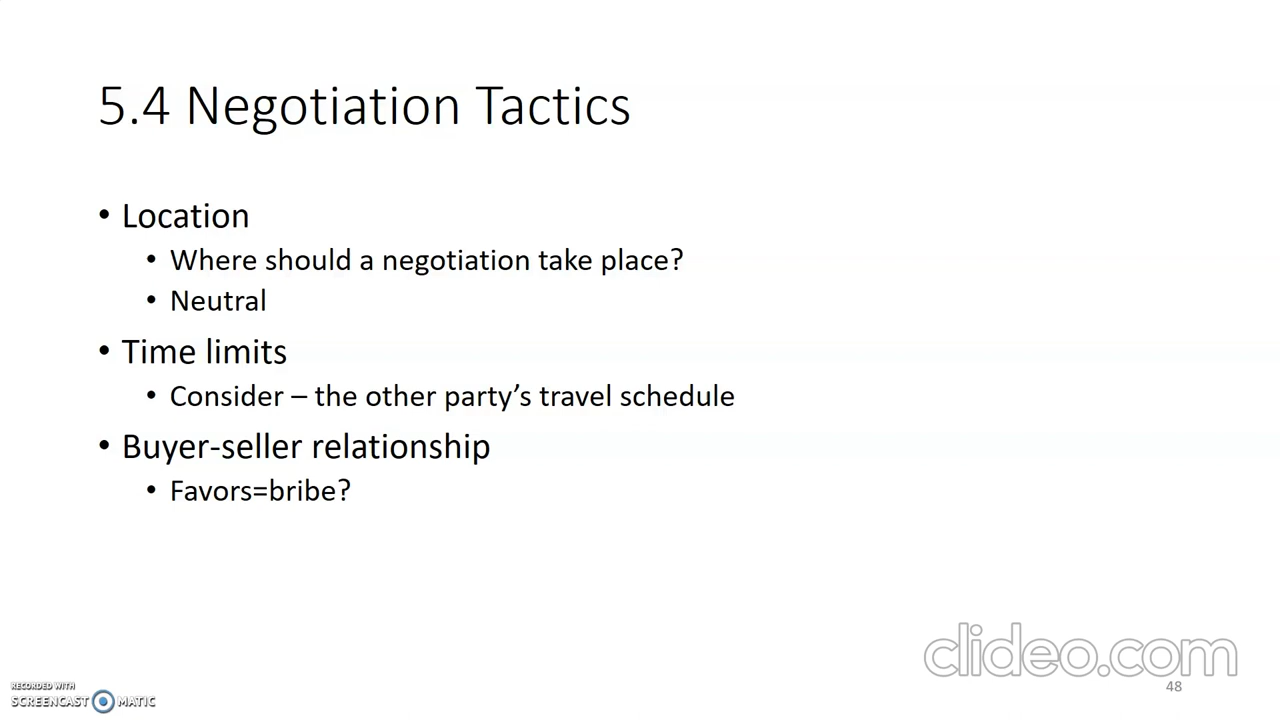 5.4 Negotiation Tactics
• Location
• Where should a negotiation take place?
• Neutral
• Time limits
• Consider – the other party’s travel schedule
• Buyer-seller relationship
• Favors=bribe?
clideo.com
48
RECORDED WITH
SCREENCAST MATIC